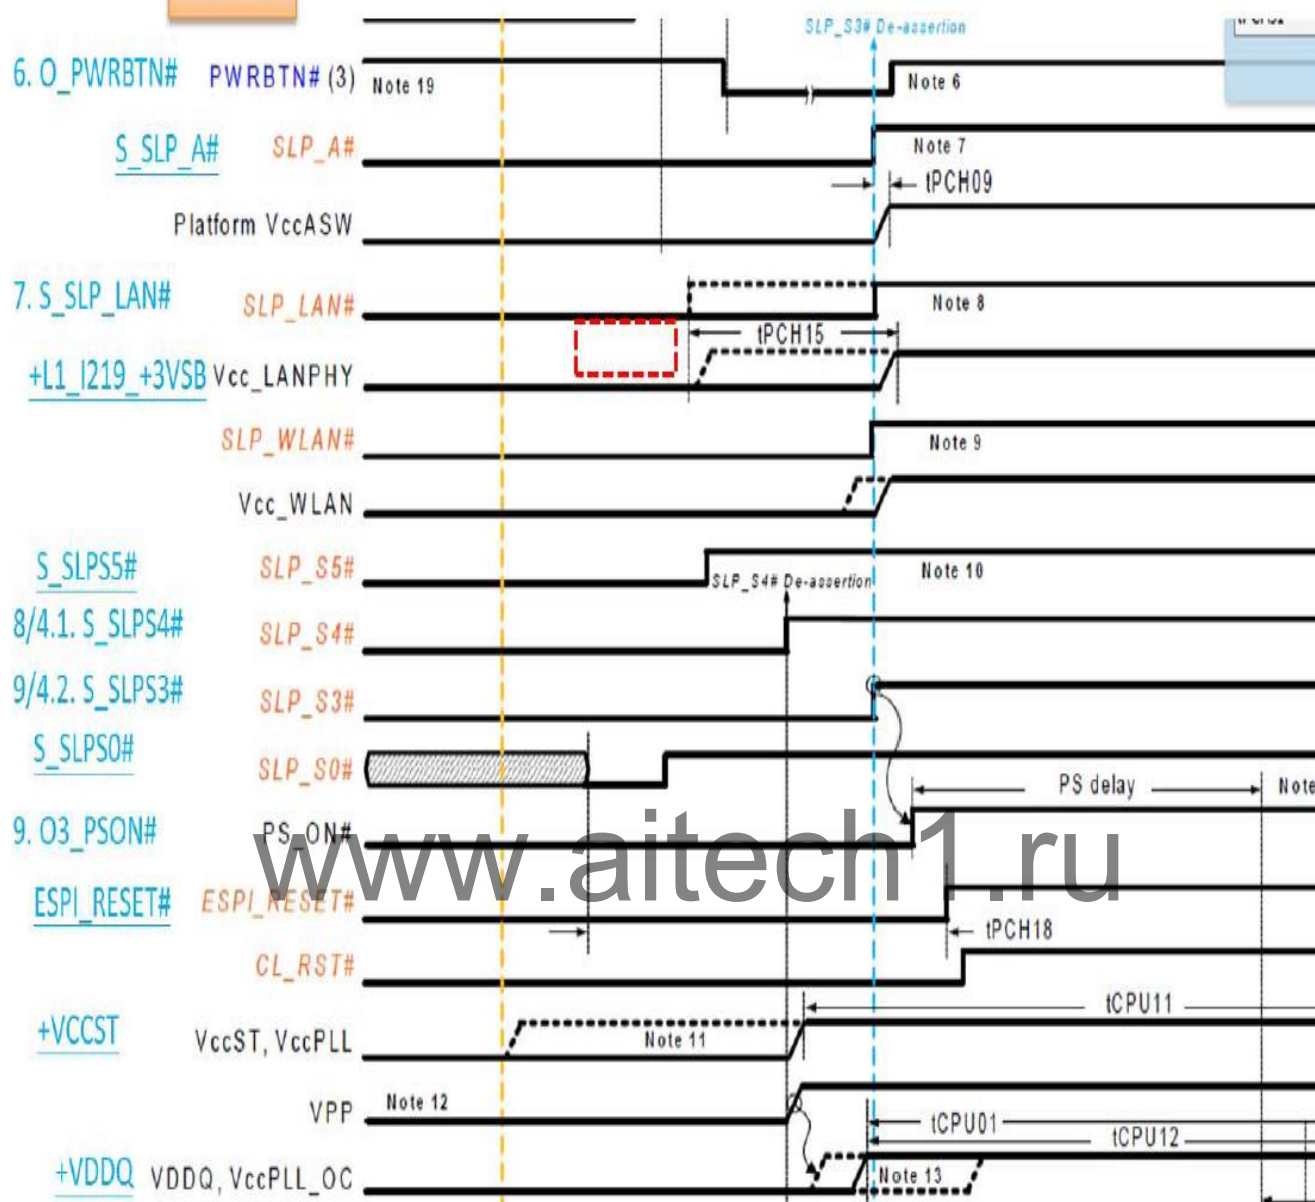 SLP_S3# De-assertion
6. O_PWRBTN# PWRBTN# (3) Note 19 Note 6
S_SLP_A# SLP_A# Note 7
tPCH09
Platform VccASW
7. S_SLP_LAN# SLP_LAN# Note 8
tPCH15
+L1_I219_+3VSB Vcc_LANPHY
SLP_WLAN# Note 9
Vcc_WLAN
S_SLPS5# SLP_S5# Note 10
SLP_S4# De-assertion
8/4.1. S_SLPS4# SLP_S4#
9/4.2. S_SLPS3# SLP_S3#
S_SLPS0# SLP_S0#
PS delay Note
9. O3_PSON# PS_ON#
www.aitech1.ru
ESPI_RESET# ESPI_RESET#
tPCH18
CL_RST#
tCPU11
+VCCST VccST, VccPLL Note 11
VPP Note 12
tCPU01
tCPU12
+VDDQ VDDQ, VccPLL_OC Note 13